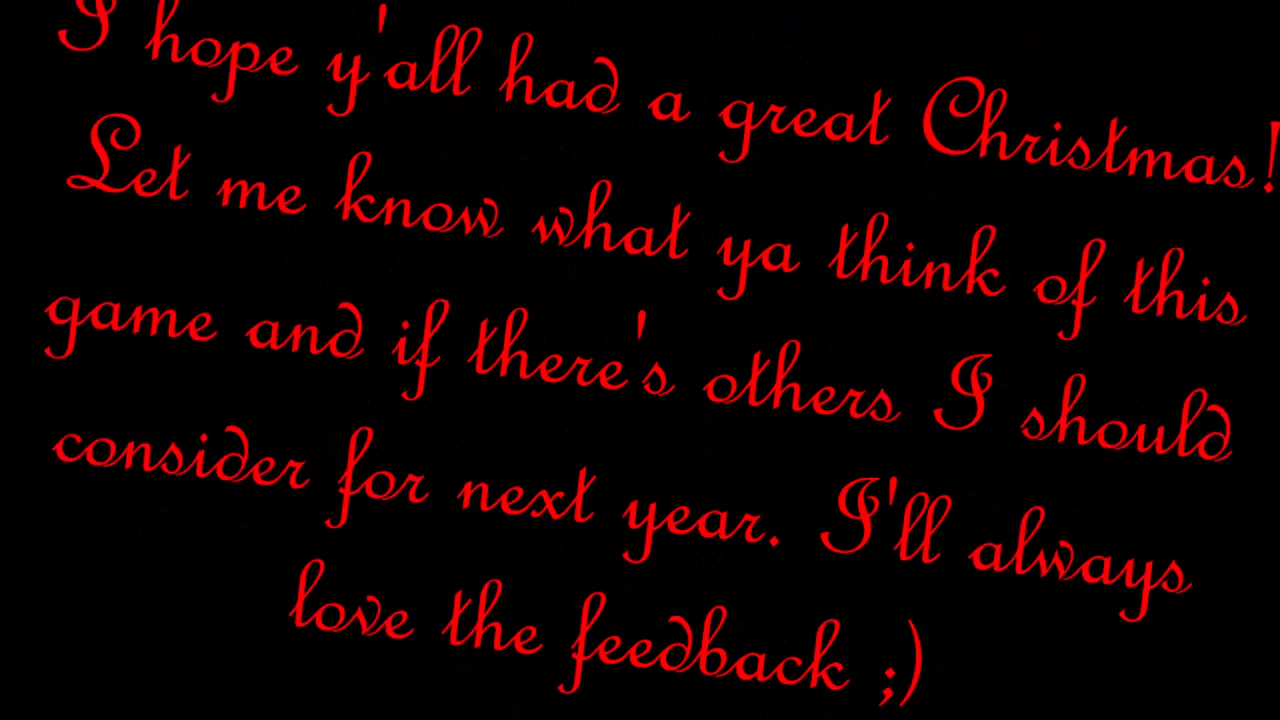 I hope y'all had a great Christmas!
Let me know what ya think of this
game and if there's others I should
consider for next year. I'll always
love the feedback ;)